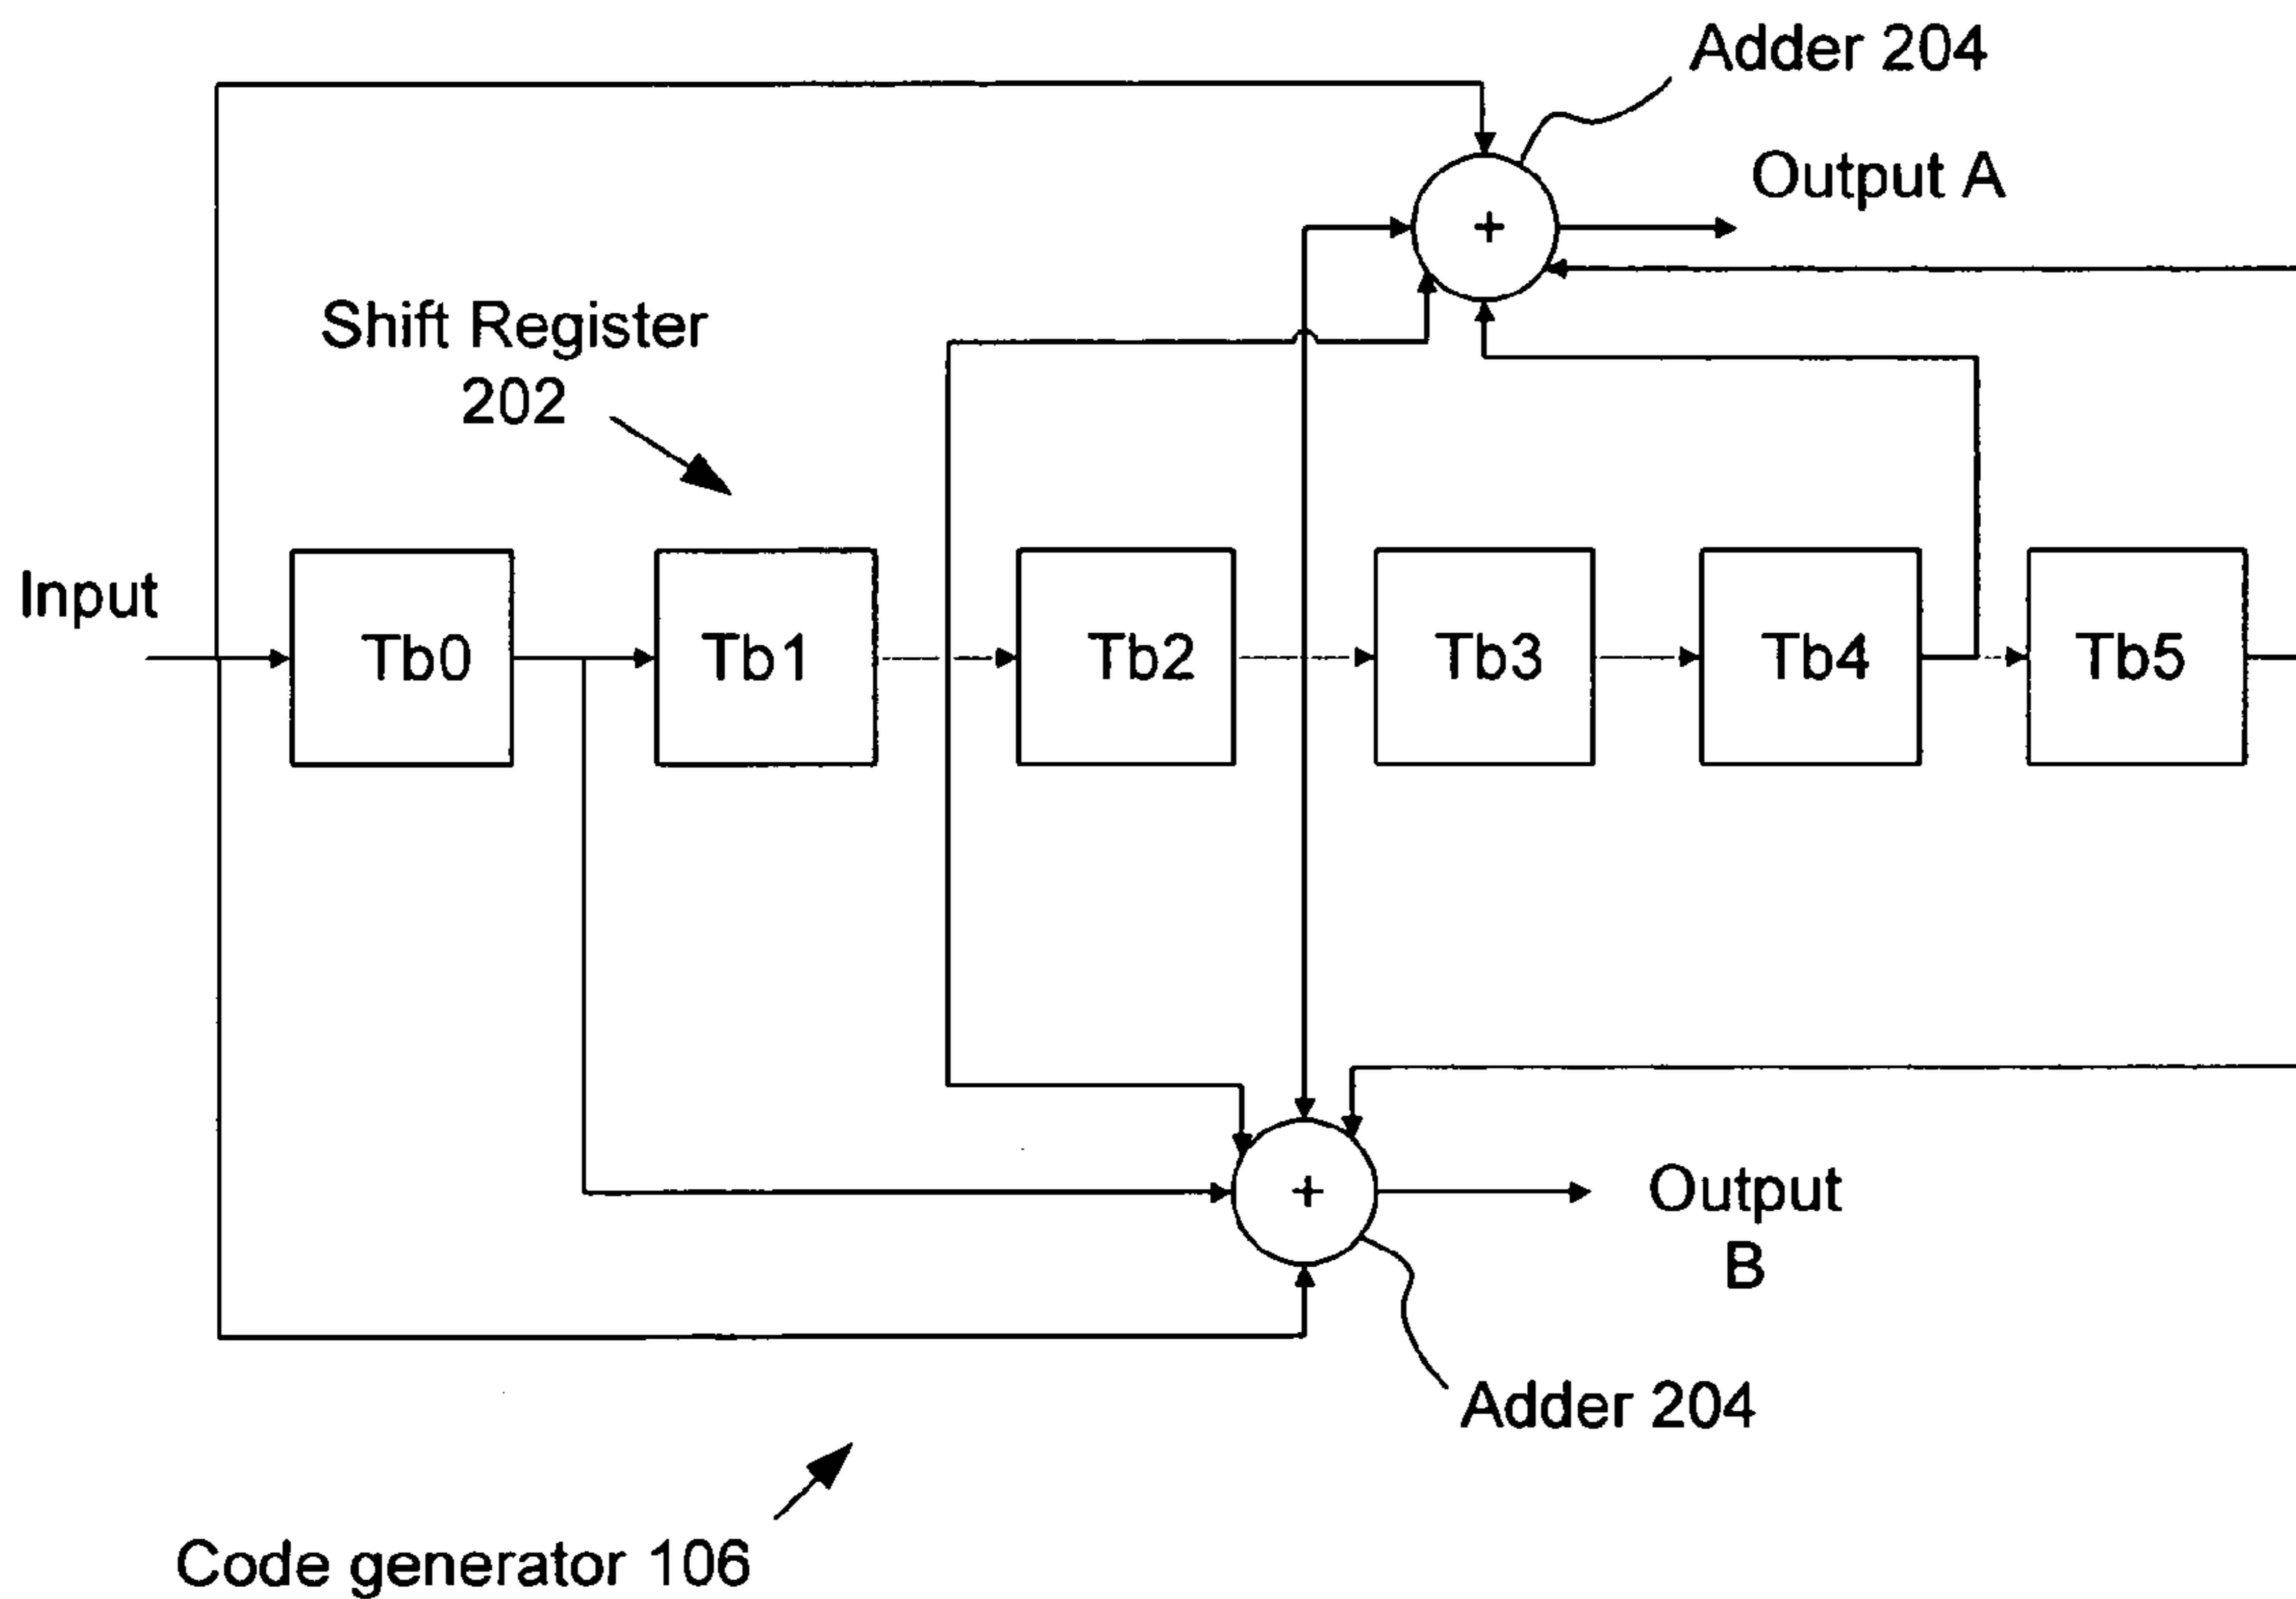 Adder 204
Output A
+
Shift Register
202
Input
Tb0
Tb1
Tb2
Tb3
Tb4
Tb5
+
Output
B
Adder 204
Code generator 106